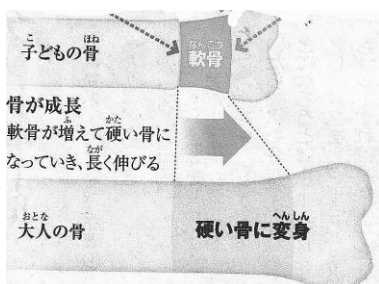 子どもの骨
軟骨
骨が成長
軟骨が増えて硬い骨に
なっていき、長く伸びる
大人の骨
硬い骨に変身